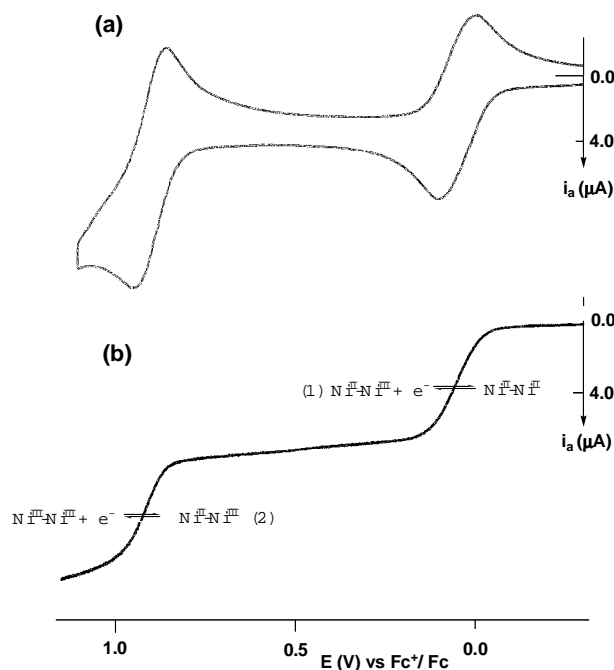 (a)
0.0
4.0
iₐ (µA)
(b)
0.0
(1) Niᴵᴵ-Niᴵᴵᴵ + e⁻ ⇌ Niᴵᴵ-Niᴵᴵ
4.0
iₐ (µA)
Niᴵᴵᴵ-Niᴵᴵᴵ + e⁻ ⇌ Niᴵᴵ-Niᴵᴵᴵ (2)
1.0 0.5 0.0
E (V) vs Fc⁺/ Fc